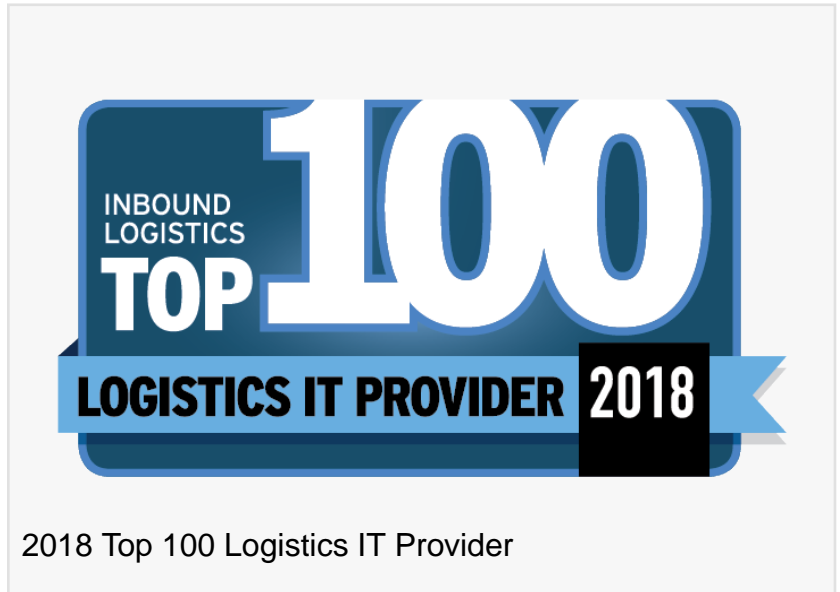 INBOUND
LOGISTICS
TOP 100
LOGISTICS IT PROVIDER 2018
2018 Top 100 Logistics IT Provider